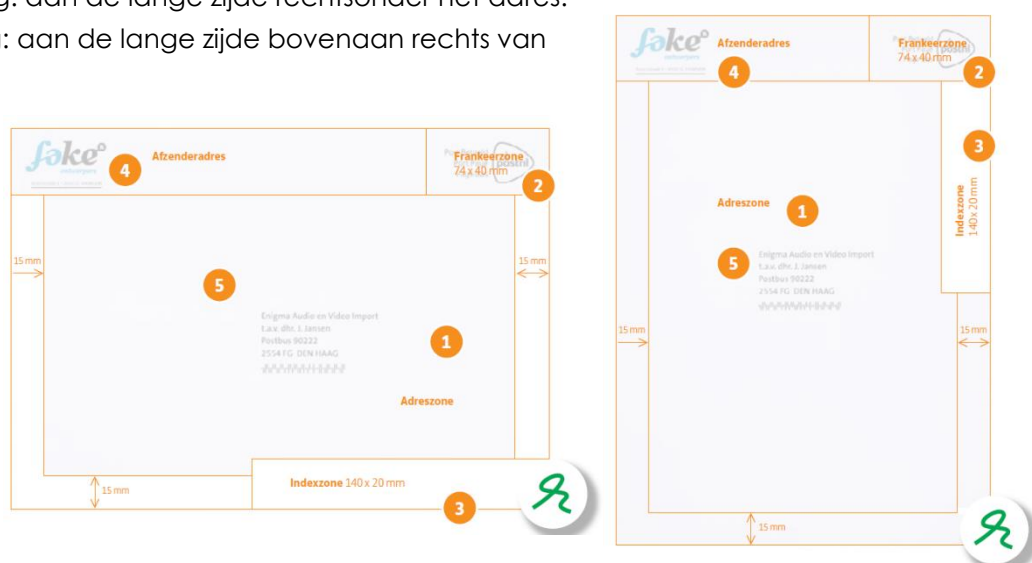 g: aan de lange zijde rechtsonder het adres.
: aan de lange zijde bovenaan rechts van
føke
Afzenderadres
4
Frankeerzone
74 x 40 mm
postnl
2
15 mm
15 mm
5
Enigma Audio en Video Import
t.a.v. dhr. J. Jansen
Postbus 90222
2554 FG DEN HAAG
1
Adreszone
15 mm
Indexzone 140 x 20 mm
3
føke
Afzenderadres
4
Frankeerzone
74 x 40 mm
postnl
2
3
Indexzone
140 x 20 mm
Adreszone
1
5
Enigma Audio en Video Import
t.a.v. dhr. J. Jansen
Postbus 90222
2554 FG DEN HAAG
15 mm
15 mm
15 mm